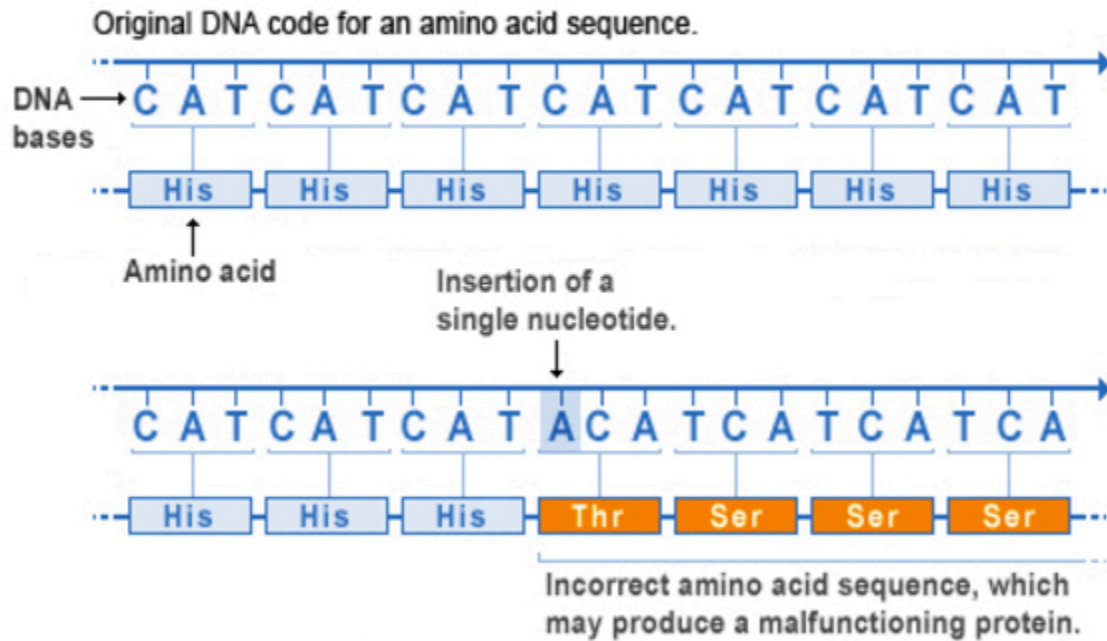 Original DNA code for an amino acid sequence.
DNA bases
C A T C A T C A T C A T C A T C A T C A T
His His His His His His His
Amino acid
Insertion of a
single nucleotide.
C A T C A T C A T A C A T C A T C A T C A
His His His Thr Ser Ser Ser
Incorrect amino acid sequence, which
may produce a malfunctioning protein.